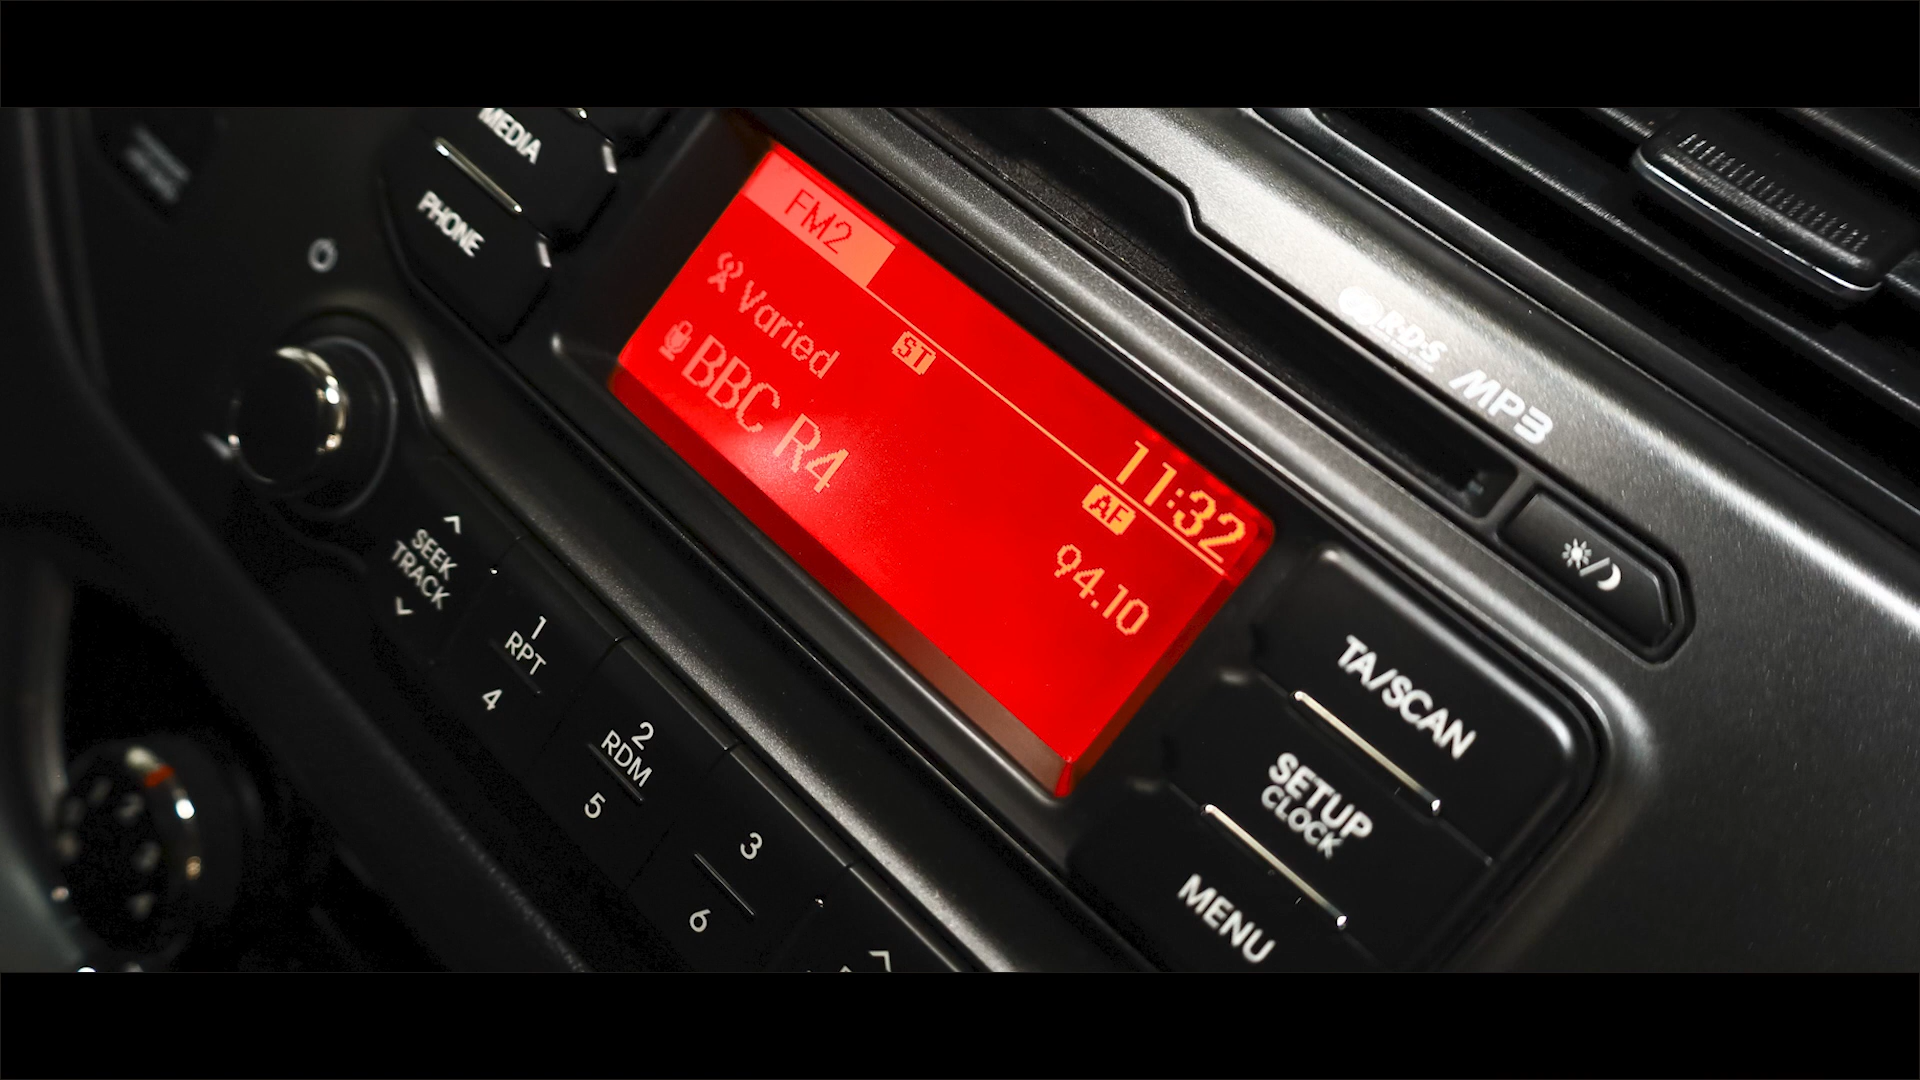 MEDIA
PHONE
FM2
Varied
ST
BBC R4
11:32
AF
94.10
R·D·S
MP3
SEEK
TRACK
1
RPT
4
2
RDM
5
3
6
TA/SCAN
SETUP
CLOCK
MENU